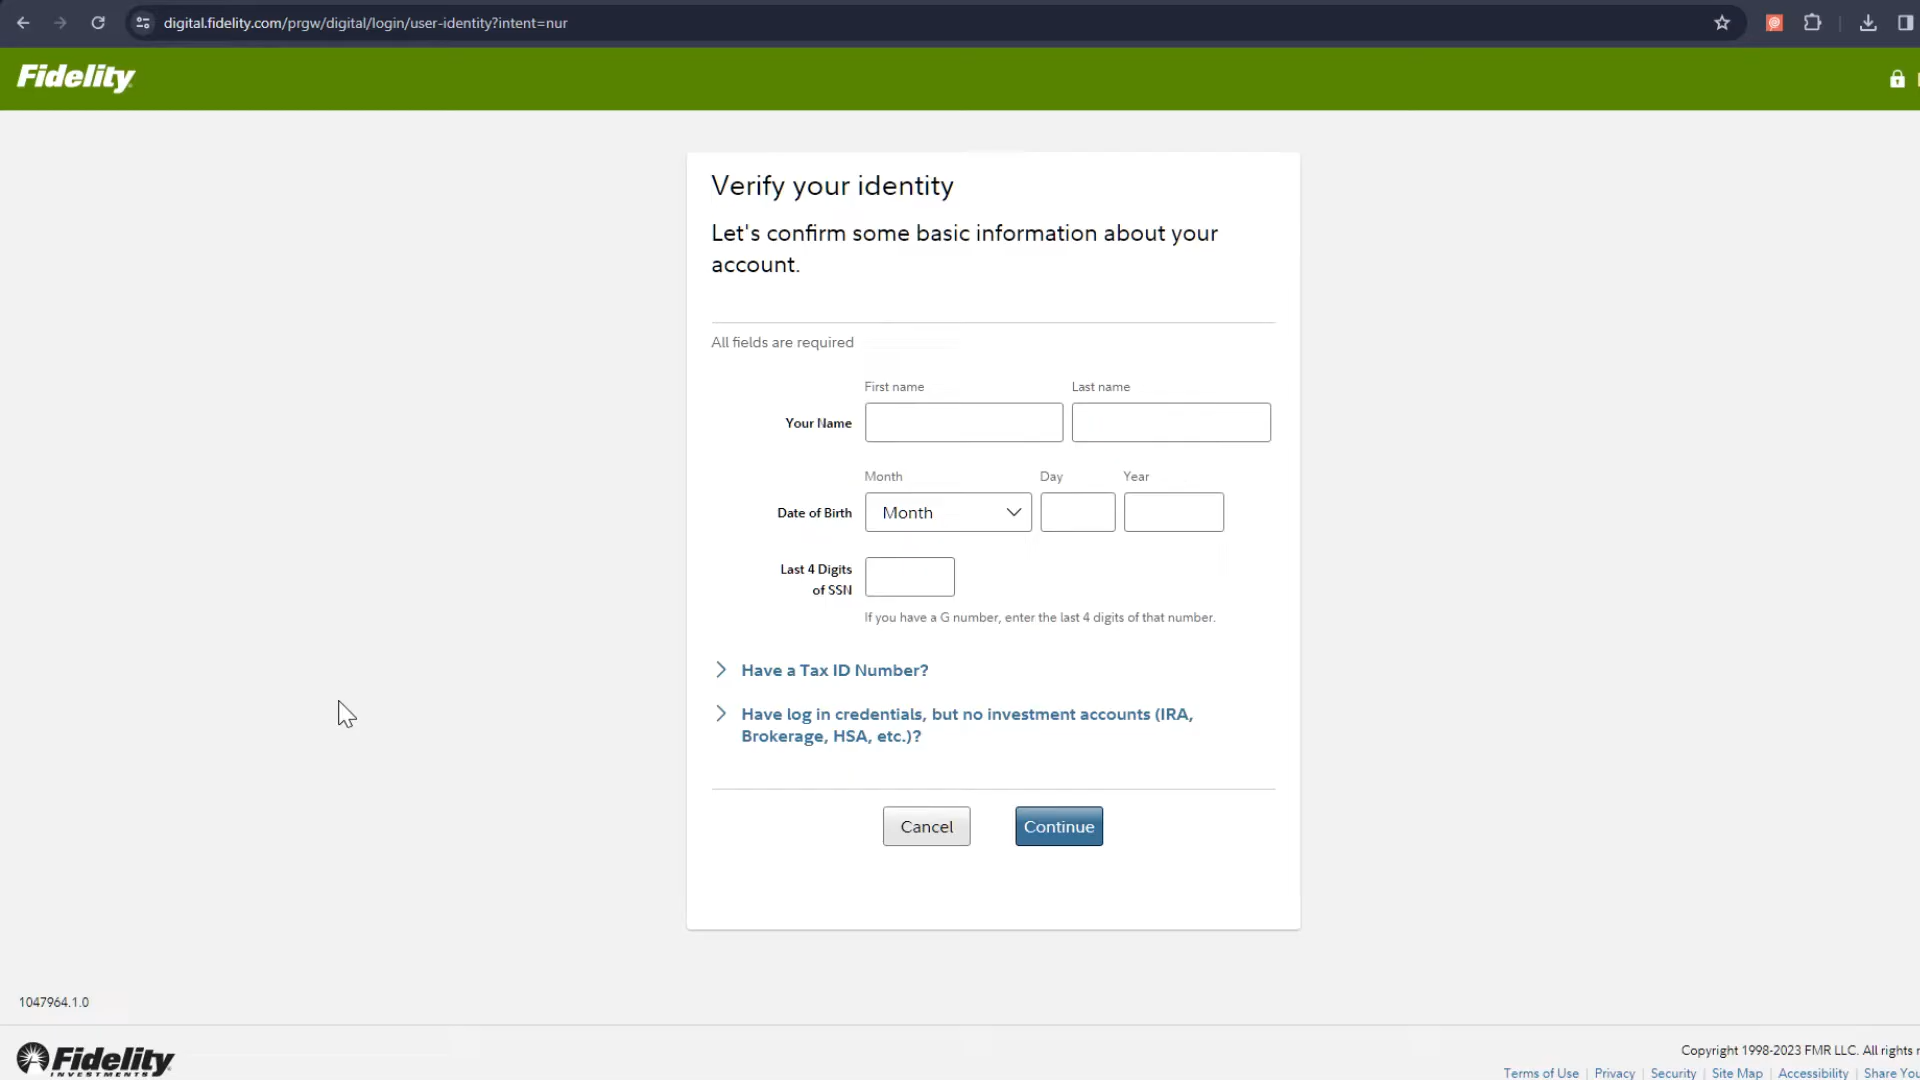 digital.fidelity.com/prgw/digital/login/user-identity?intent=nur
Fidelity
Verify your identity
Let's confirm some basic information about your
account.
All fields are required
First name Last name
Your Name
Month Day Year
Date of Birth Month
Last 4 Digits
of SSN
If you have a G number, enter the last 4 digits of that number.
Have a Tax ID Number?
Have log in credentials, but no investment accounts (IRA,
Brokerage, HSA, etc.)?
Cancel Continue
1047964.1.0
Fidelity
INVESTMENTS
Copyright 1998-2023 FMR LLC. All rights
Terms of Use | Privacy | Security | Site Map | Accessibility | Share